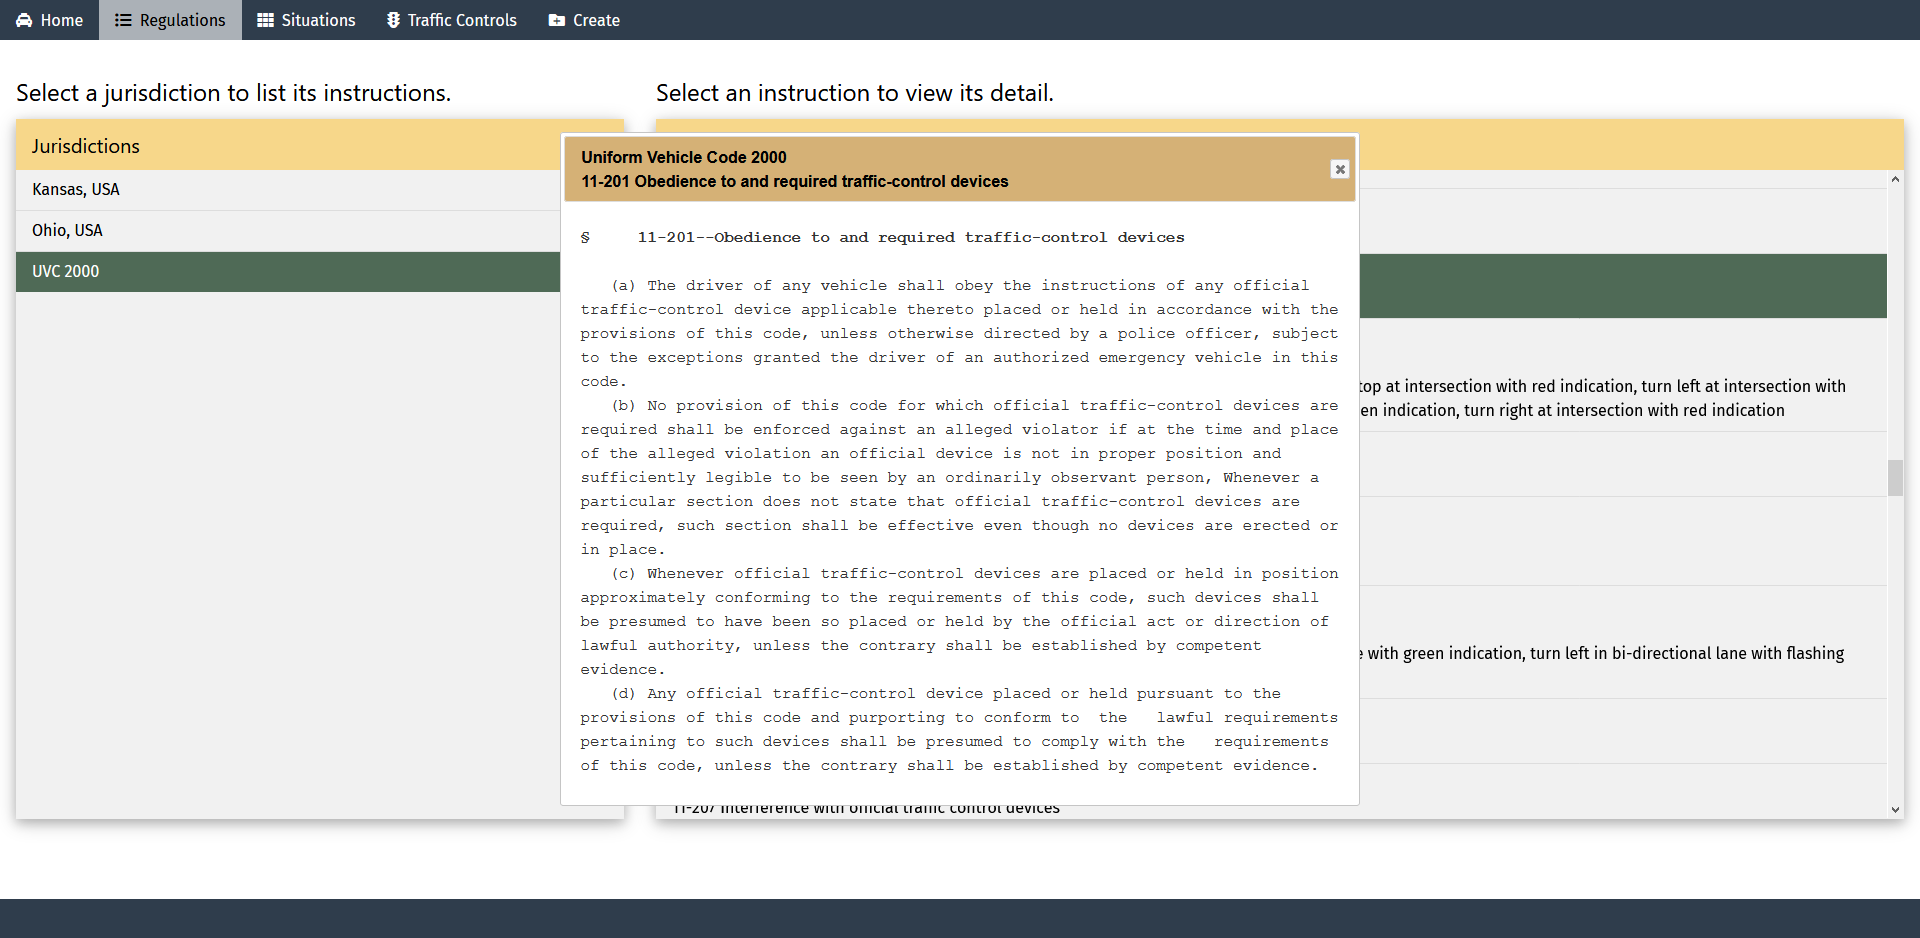 Home Regulations Situations Traffic Controls Create
Select a jurisdiction to list its instructions.
Select an instruction to view its detail.
Jurisdictions
Kansas, USA
Ohio, USA
UVC 2000
Uniform Vehicle Code 2000
11-201 Obedience to and required traffic-control devices
§ 11-201--Obedience to and required traffic-control devices
(a) The driver of any vehicle shall obey the instructions of any official
traffic-control device applicable thereto placed or held in accordance with the
provisions of this code, unless otherwise directed by a police officer, subject
to the exceptions granted the driver of an authorized emergency vehicle in this
code.
(b) No provision of this code for which official traffic-control devices are
required shall be enforced against an alleged violator if at the time and place
of the alleged violation an official device is not in proper position and
sufficiently legible to be seen by an ordinarily observant person, Whenever a
particular section does not state that official traffic-control devices are
required, such section shall be effective even though no devices are erected or
in place.
(c) Whenever official traffic-control devices are placed or held in position
approximately conforming to the requirements of this code, such devices shall
be presumed to have been so placed or held by the official act or direction of
lawful authority, unless the contrary shall be established by competent
evidence.
(d) Any official traffic-control device placed or held pursuant to the
provisions of this code and purporting to conform to the lawful requirements
pertaining to such devices shall be presumed to comply with the requirements
of this code, unless the contrary shall be established by competent evidence.
top at intersection with red indication, turn left at intersection with
en indication, turn right at intersection with red indication
with green indication, turn left in bi-directional lane with flashing
11-207 Interference with official traffic control devices